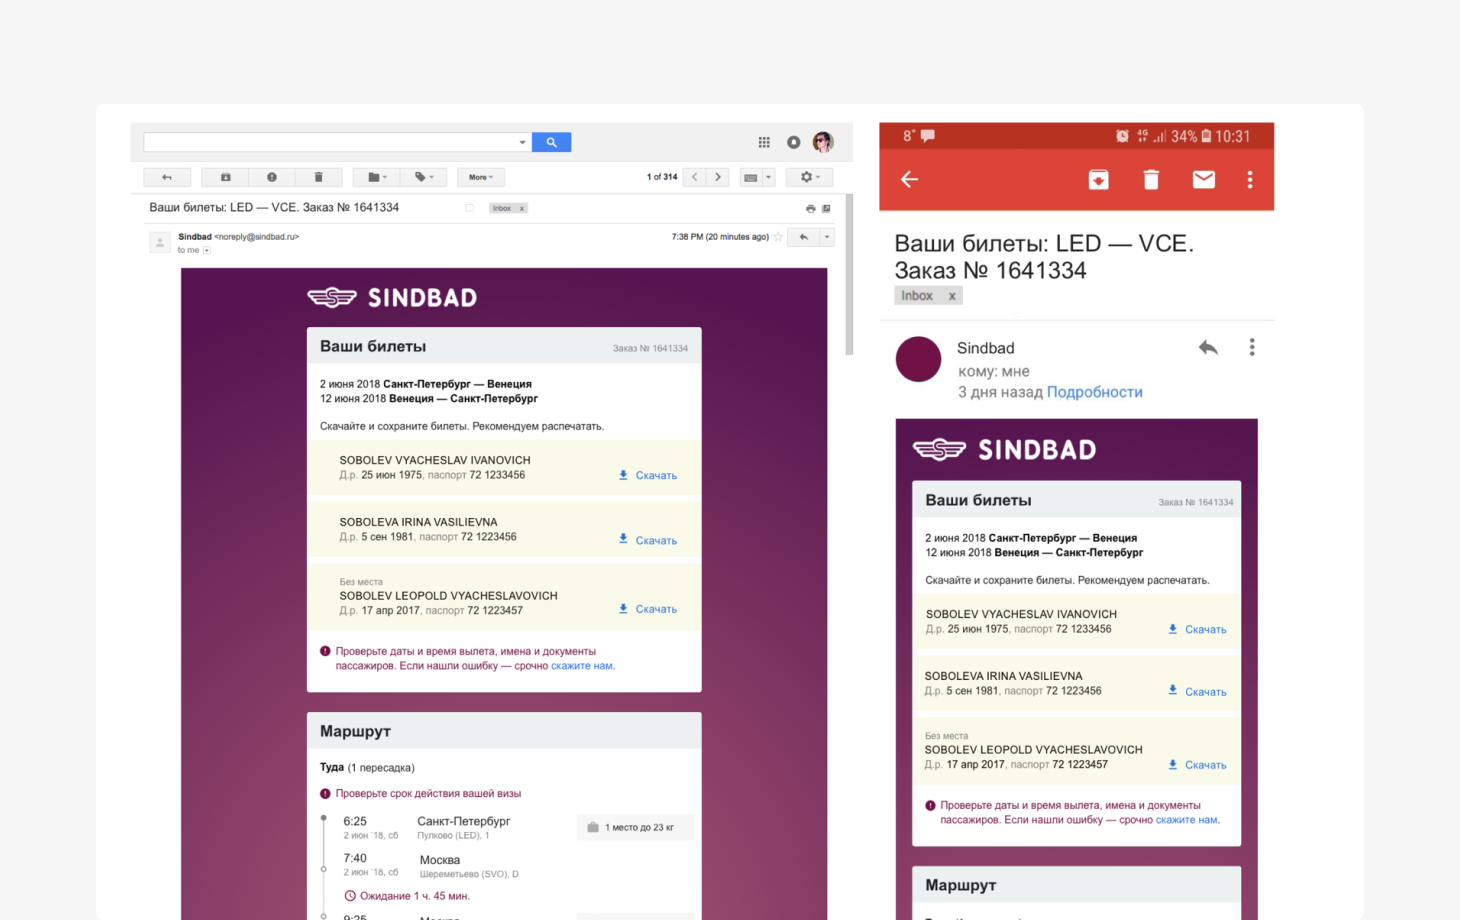 More
1 of 314
Ваши билеты: LED — VCE. Заказ № 1641334
Inbox x
Sindbad <noreply@sindbad.ru>
7:38 PM (20 minutes ago)
to me
SINDBAD
Ваши билеты
Заказ № 1641334
2 июня 2018 Санкт-Петербург — Венеция
12 июня 2018 Венеция — Санкт-Петербург
Скачайте и сохраните билеты. Рекомендуем распечатать.
SOBOLEV VYACHESLAV IVANOVICH
Д.р. 25 июн 1975, паспорт 72 1233456
Скачать
SOBOLEVA IRINA VASILIEVNA
Д.р. 5 сен 1981, паспорт 72 1223456
Скачать
Без места
SOBOLEV LEOPOLD VYACHESLAVOVICH
Д.р. 17 апр 2017, паспорт 72 1223457
Скачать
Проверьте даты и время вылета, имена и документы
пассажиров. Если нашли ошибку — срочно скажите нам.
Маршрут
Туда (1 пересадка)
Проверьте срок действия вашей визы
6:25 Санкт-Петербург
2 июн `18, сб Пулково (LED), 1
1 место до 23 кг
7:40 Москва
2 июн `18, сб Шереметьево (SVO), D
Ожидание 1 ч. 45 мин.
9:25 Москва
8° 4G 34% 10:31
Ваши билеты: LED — VCE.
Заказ № 1641334
Inbox x
Sindbad
кому: мне
3 дня назад Подробности
SINDBAD
Ваши билеты
Заказ № 1641334
2 июня 2018 Санкт-Петербург — Венеция
12 июня 2018 Венеция — Санкт-Петербург
Скачайте и сохраните билеты. Рекомендуем распечатать.
SOBOLEV VYACHESLAV IVANOVICH
Д.р. 25 июн 1975, паспорт 72 1233456
Скачать
SOBOLEVA IRINA VASILIEVNA
Д.р. 5 сен 1981, паспорт 72 1223456
Скачать
Без места
SOBOLEV LEOPOLD VYACHESLAVOVICH
Д.р. 17 апр 2017, паспорт 72 1223457
Скачать
Проверьте даты и время вылета, имена и документы
пассажиров. Если нашли ошибку — срочно скажите нам.
Маршрут